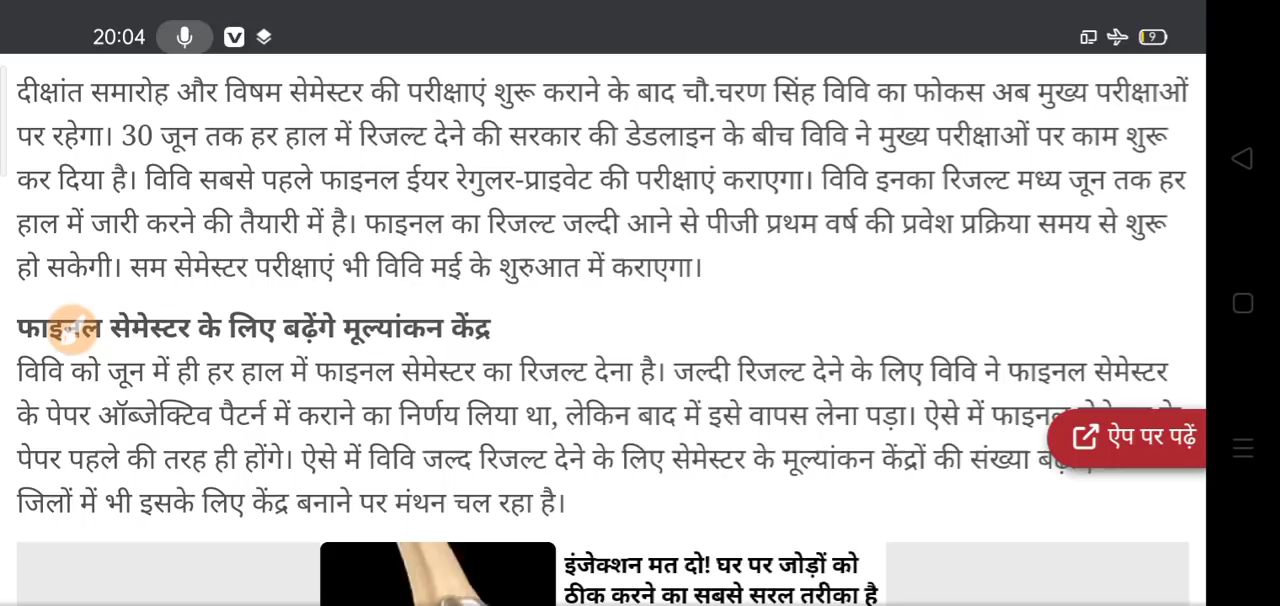 20:04
9
दीक्षांत समारोह और विषम सेमेस्टर की परीक्षाएं शुरू कराने के बाद चौ.चरण सिंह विवि का फोकस अब मुख्य परीक्षाओं
पर रहेगा। 30 जून तक हर हाल में रिजल्ट देने की सरकार की डेडलाइन के बीच विवि ने मुख्य परीक्षाओं पर काम शुरू
कर दिया है। विवि सबसे पहले फाइनल ईयर रेगुलर-प्राइवेट की परीक्षाएं कराएगा। विवि इनका रिजल्ट मध्य जून तक हर
हाल में जारी करने की तैयारी में है। फाइनल का रिजल्ट जल्दी आने से पीजी प्रथम वर्ष की प्रवेश प्रक्रिया समय से शुरू
हो सकेगी। सम सेमेस्टर परीक्षाएं भी विवि मई के शुरुआत में कराएगा।
फाइनल सेमेस्टर के लिए बढ़ेंगे मूल्यांकन केंद्र
विवि को जून में ही हर हाल में फाइनल सेमेस्टर का रिजल्ट देना है। जल्दी रिजल्ट देने के लिए विवि ने फाइनल सेमेस्टर
के पेपर ऑब्जेक्टिव पैटर्न में कराने का निर्णय लिया था, लेकिन बाद में इसे वापस लेना पड़ा। ऐसे में
ऐप पर पढ़ें
पेपर पहले की तरह ही होंगे। ऐसे में विवि जल्द रिजल्ट देने के लिए सेमेस्टर के मूल्यांकन केंद्रों की संख्या
जिलों में भी इसके लिए केंद्र बनाने पर मंथन चल रहा है।
इंजेक्शन मत दो! घर पर जोड़ों को
ठीक करने का सबसे सरल तरीका है